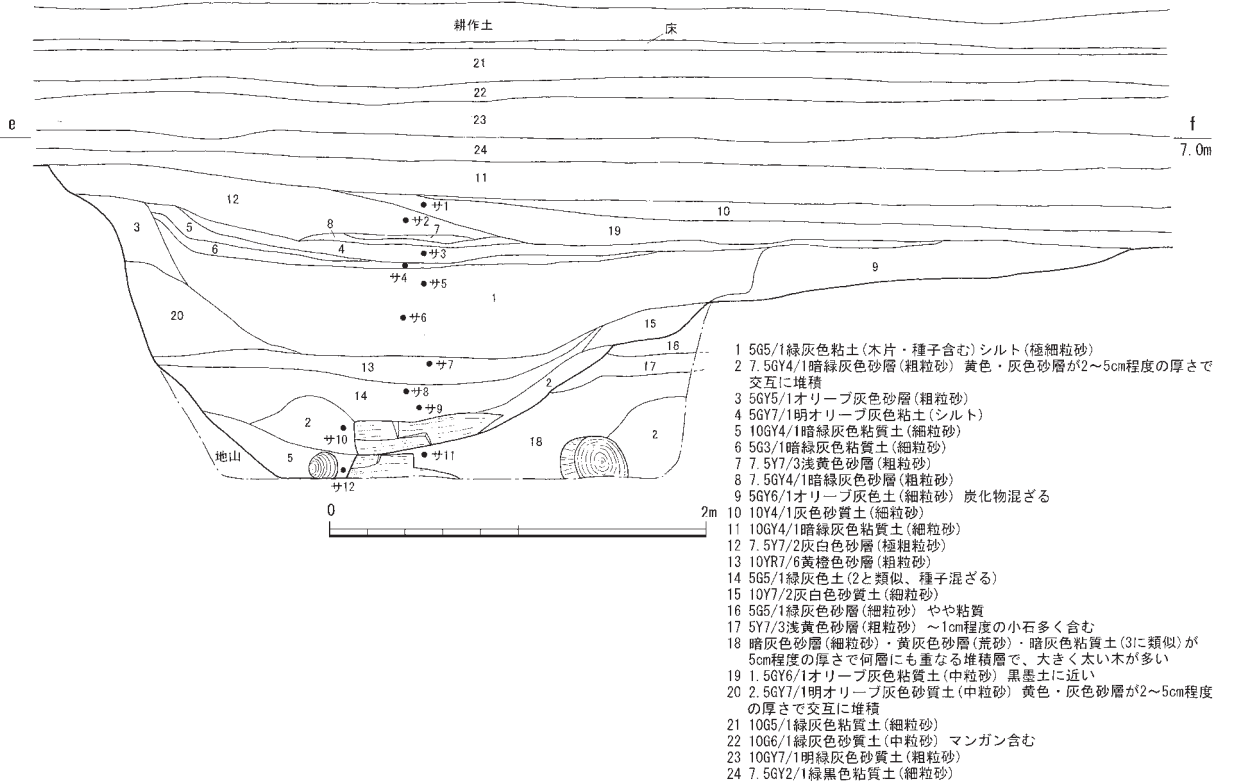 耕作土
床
21
22
23
e
f
24
7.0m
11
12
サ1
10
サ2
3
5
8
7
19
6
4
サ3
サ4
9
サ5
1
20
サ6
15
16
13
サ7
17
14
サ8
2
サ9
2
サ10
18
2
地山
5
サ11
サ12
0
2m
1 5G5/1緑灰色粘土(木片・種子含む)シルト(極細粒砂)
2 7.5GY4/1暗緑灰色砂層(粗粒砂) 黄色・灰色砂層が2～5cm程度の厚さで
交互に堆積
3 5GY5/1オリーブ灰色砂層(粗粒砂)
4 5GY7/1明オリーブ灰色粘土(シルト)
5 10GY4/1暗緑灰色粘質土(細粒砂)
6 5G3/1暗緑灰色粘質土(細粒砂)
7 7.5Y7/3浅黄色砂層(粗粒砂)
8 7.5GY4/1暗緑灰色砂層(粗粒砂)
9 5GY6/1オリーブ灰色土(細粒砂) 炭化物混ざる
10 10Y4/1灰色砂質土(細粒砂)
11 10GY4/1暗緑灰色粘質土(細粒砂)
12 7.5Y7/2灰白色砂層(極粗粒砂)
13 10YR7/6黄橙色砂層(粗粒砂)
14 5G5/1緑灰色土(2と類似、種子混ざる)
15 10Y7/2灰白色砂質土(細粒砂)
16 5G5/1緑灰色砂層(細粒砂) やや粘質
17 5Y7/3浅黄色砂層(粗粒砂) ～1cm程度の小石多く含む
18 暗灰色砂層(細粒砂)・黄灰色砂層(荒砂)・暗灰色粘質土(3に類似)が
5cm程度の厚さで何層にも重なる堆積層で、大きく太い木が多い
19 1.5GY6/1オリーブ灰色粘質土(中粒砂) 黒墨土に近い
20 2.5GY7/1明オリーブ灰色砂質土(中粒砂) 黄色・灰色砂層が2～5cm程度
の厚さで交互に堆積
21 10G5/1緑灰色粘質土(細粒砂)
22 10G6/1緑灰色砂質土(中粒砂) マンガン含む
23 10GY7/1明緑灰色砂質土(粗粒砂)
24 7.5GY2/1緑黒色粘質土(細粒砂)